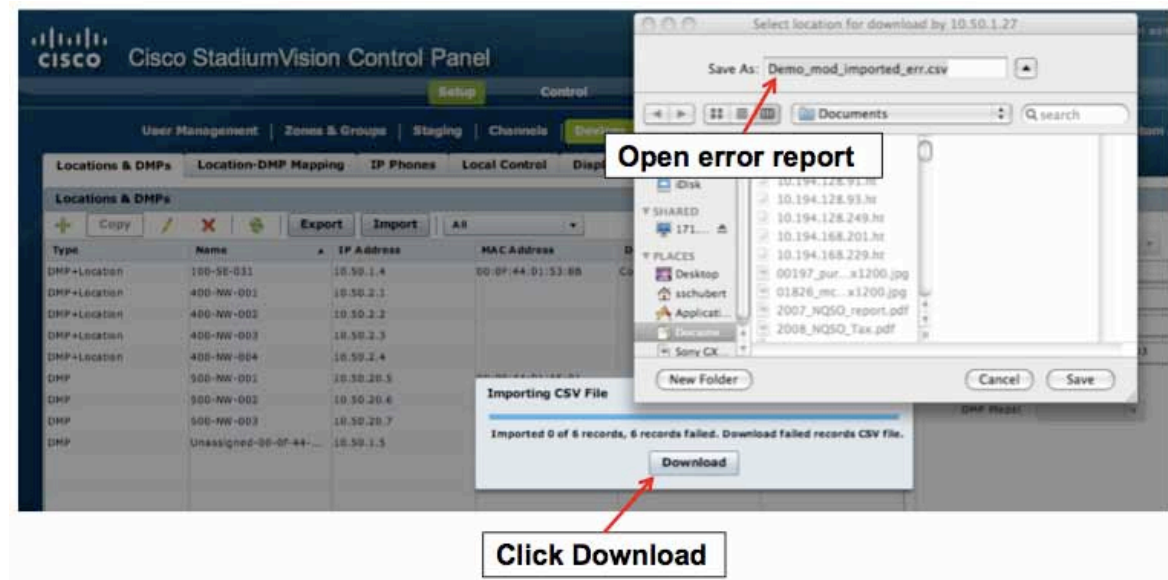 CISCO Cisco StadiumVision Control Panel
Setup Control
User Management | Zones & Groups | Staging | Channels |
Locations & DMPs Location-DMP Mapping IP Phones Local Control
Locations & DMPs
Copy Export Import All
Type Name IP Address MAC Address
DMP+Location 100-SE-031 10.50.1.4 00:0F:44:01:53:6B
DMP+Location 400-NW-001 10.50.2.1
DMP+Location 400-NW-002 10.50.2.2
DMP+Location 400-NW-003 10.50.2.3
DMP+Location 400-NW-004 10.50.2.4
DMP 500-NW-001 10.50.20.5
DMP 500-NW-002 10.50.20.6
DMP 500-NW-003 10.50.20.7
DMP Unassigned-00-0F-44-... 10.50.1.5
Select location for download by 10.50.1.27
Save As: Demo_mod_imported_err.csv
Documents search
Open error report
iDisk
SHARED
171...
PLACES
Desktop
sschubert
Applicati...
Sony GX
10.194.128.91.ht
10.194.128.93.ht
10.194.128.249.ht
10.194.168.201.ht
10.194.168.229.ht
00197_pur...x1200.jpg
01826_mc...x1200.jpg
2007_NQSO_report.pdf
2008_NQSO_Tax.pdf
New Folder Cancel Save
Importing CSV File
Imported 0 of 6 records, 6 records failed. Download failed records CSV file.
Download
Click Download